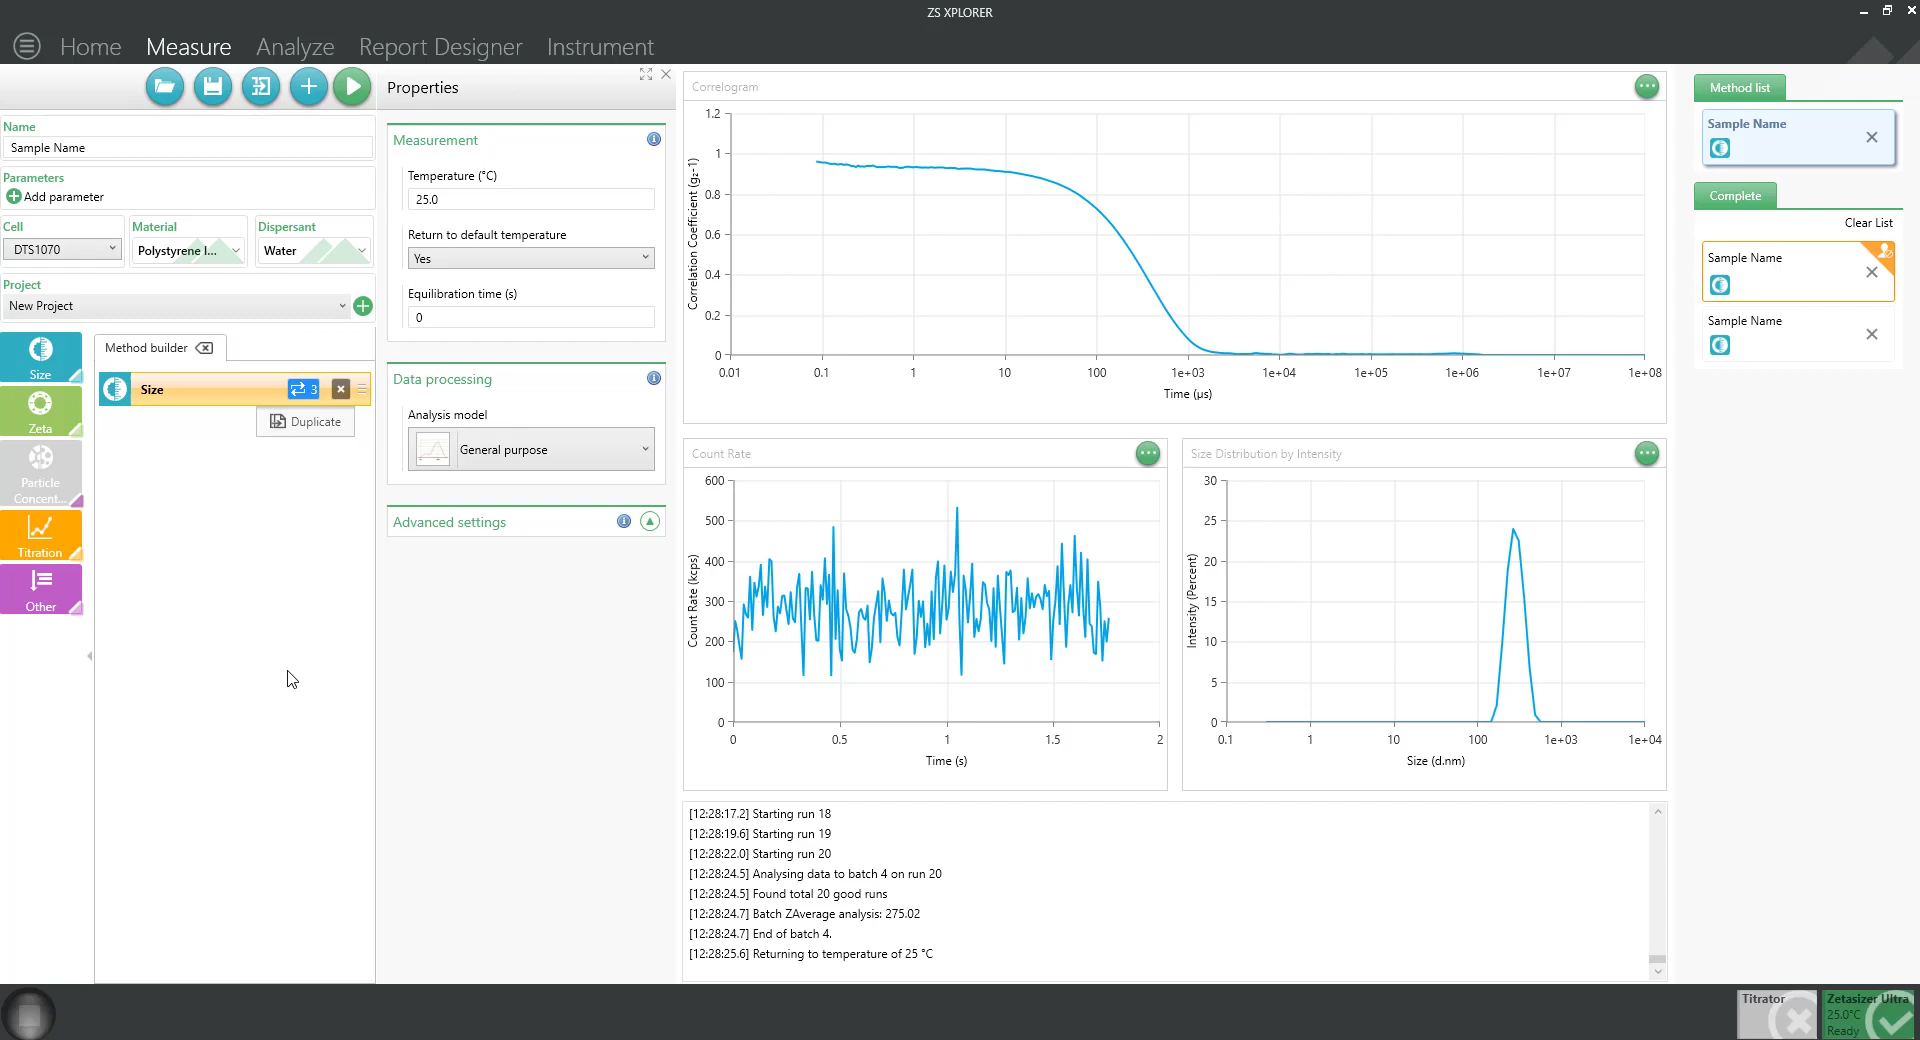 ZS XPLORER
Home
Measure
Analyze
Report Designer
Instrument
Name
Sample Name
Parameters
Add parameter
Cell
DTS1070
Material
Polystyrene l...
Dispersant
Water
Project
New Project
Size
Zeta
Particle
Concent...
Titration
Other
Method builder
Size
3
Duplicate
Properties
Measurement
Temperature (°C)
25.0
Return to default temperature
Yes
Equilibration time (s)
0
Data processing
Analysis model
General purpose
Advanced settings
Correlogram
Correlation Coefficient (g₂-1)
1.2
1
0.8
0.6
0.4
0.2
0
0.01 0.1 1 10 100 1e+03 1e+04 1e+05 1e+06 1e+07 1e+08
Time (µs)
Count Rate
Count Rate (kcps)
600
500
400
300
200
100
0
0 0.5 1 1.5 2
Time (s)
Size Distribution by Intensity
Intensity (Percent)
30
25
20
15
10
5
0
0.1 1 10 100 1e+03 1e+04
Size (d.nm)
[12:28:17.2] Starting run 18
[12:28:19.6] Starting run 19
[12:28:22.0] Starting run 20
[12:28:24.5] Analysing data to batch 4 on run 20
[12:28:24.5] Found total 20 good runs
[12:28:24.7] Batch ZAverage analysis: 275.02
[12:28:24.7] End of batch 4.
[12:28:25.6] Returning to temperature of 25 °C
Method list
Sample Name
Complete
Clear List
Sample Name
Sample Name
Titrator
Zetasizer Ultra
25.0°C
Ready